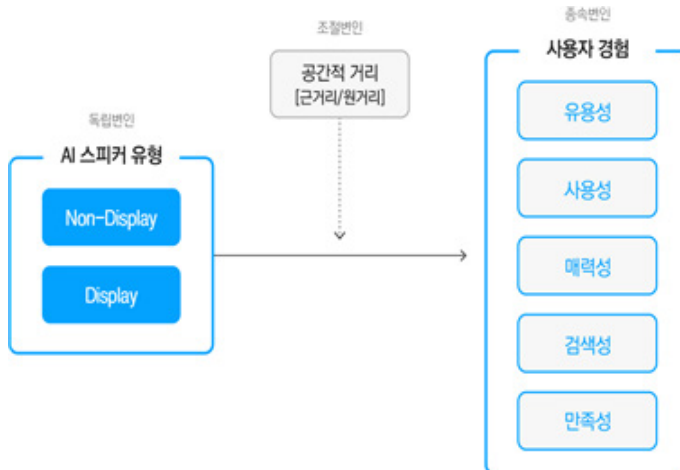 조절변인
공간적 거리
[근거리/원거리]
독립변인
AI 스피커 유형
Non-Display
Display
종속변인
사용자 경험
유용성
사용성
매력성
검색성
만족성